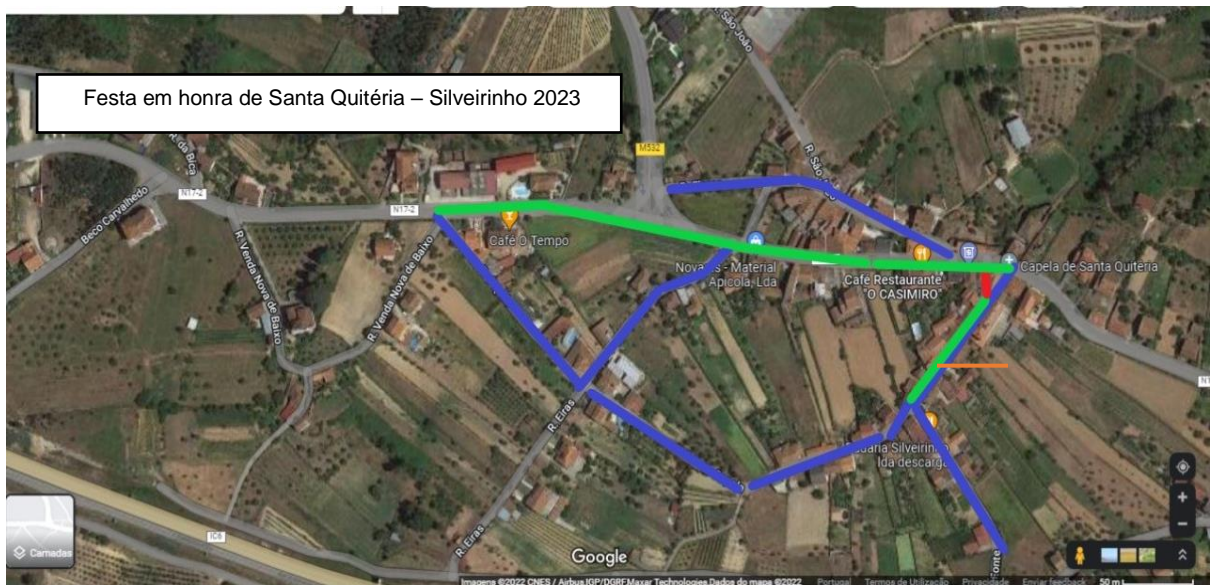 Festa em honra de Santa Quitéria – Silveirinho 2023
R. São João
M532
R. da Bica
N17-2
N17-2
Beco Carvalhedo
R. São João
Café O Tempo
Capela de Santa Quitéria
Material
Apícola, Lda
Café Restaurante
"O CASIMIRO"
R. Venda Nova de Baixo
R. Venda Nova de Baixo
R. Eiras
Silveirinho
lda descarga
IC6
R. Eiras
Camadas
Google
Imagens ©2022 CNES / Airbus, IGP/DGRF, Maxar Technologies, Dados do mapa ©2022 Portugal Termos de Utilização Privacidade Enviar feedback 50 m